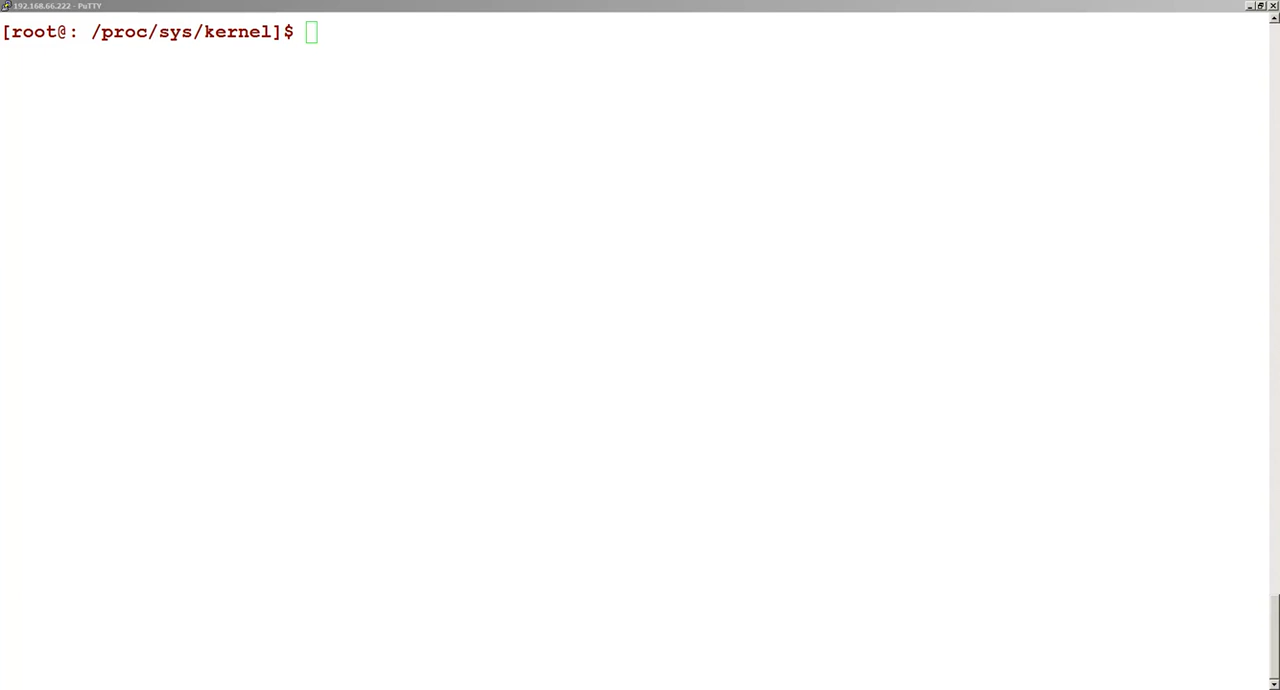 192.168.66.222 - PuTTY
[root@: /proc/sys/kernel]$